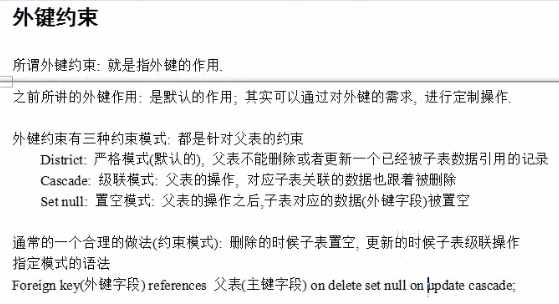 外键约束
所谓外键约束: 就是指外键的作用.
之前所讲的外键作用: 是默认的作用; 其实可以通过对外键的需求, 进行定制操作.
外键约束有三种约束模式: 都是针对父表的约束
District: 严格模式(默认的), 父表不能删除或者更新一个已经被子表数据引用的记录
Cascade: 级联模式: 父表的操作, 对应子表关联的数据也跟着被删除
Set null: 置空模式: 父表的操作之后,子表对应的数据(外键字段)被置空
通常的一个合理的做法(约束模式): 删除的时候子表置空, 更新的时候子表级联操作
指定模式的语法
Foreign key(外键字段) references 父表(主键字段) on delete set null on update cascade;